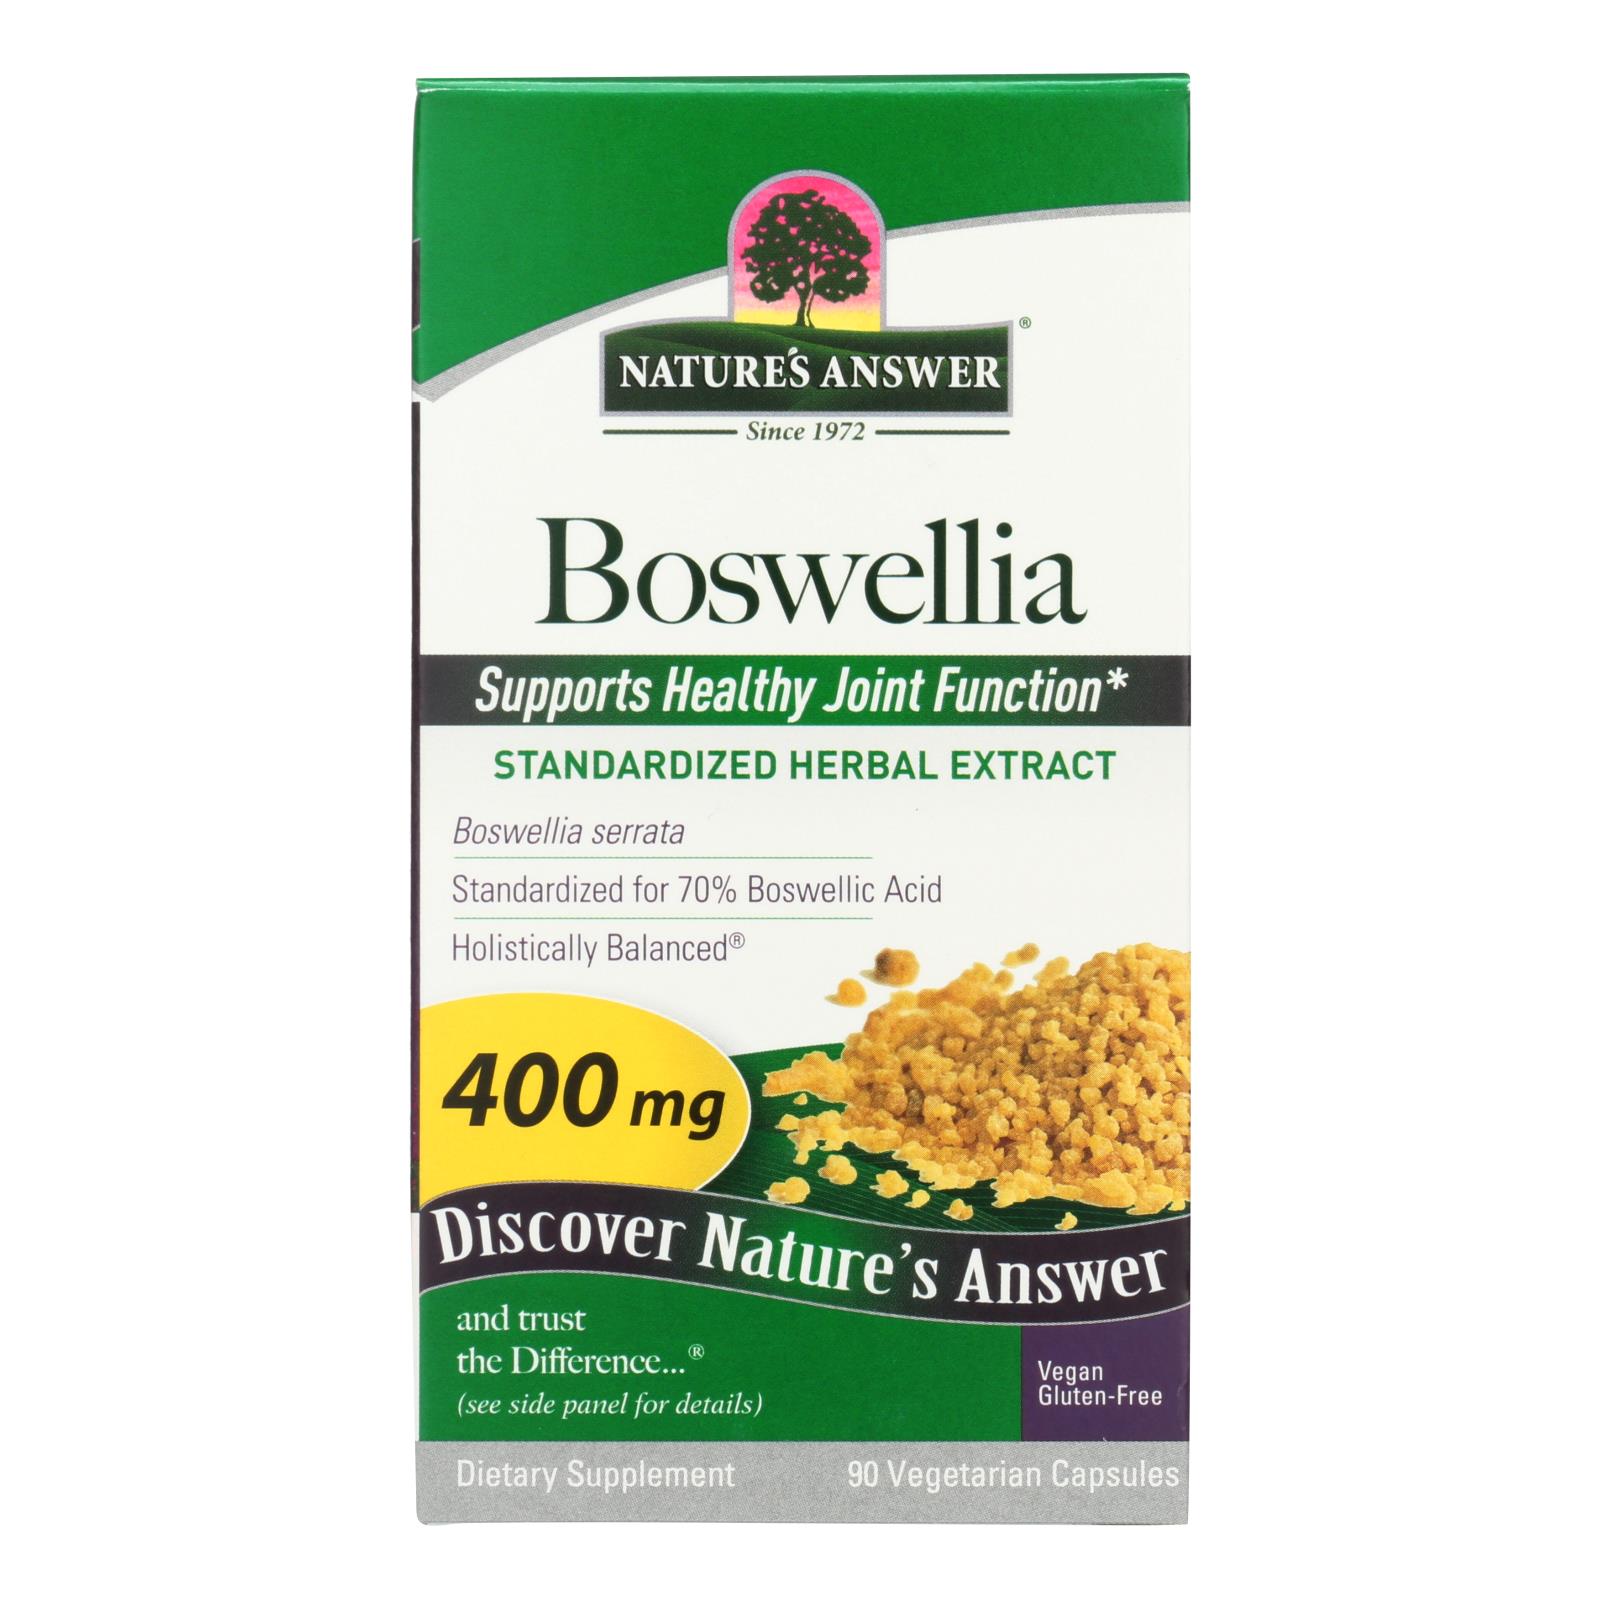 NATURE'S ANSWER®
Since 1972
Boswellia
Supports Healthy Joint Function*
STANDARDIZED HERBAL EXTRACT
Boswellia serrata
Standardized for 70% Boswellic Acid
Holistically Balanced®
400 mg
Discover Nature's Answer
and trust
the Difference...®
(see side panel for details)
Vegan
Gluten-Free
Dietary Supplement
90 Vegetarian Capsules